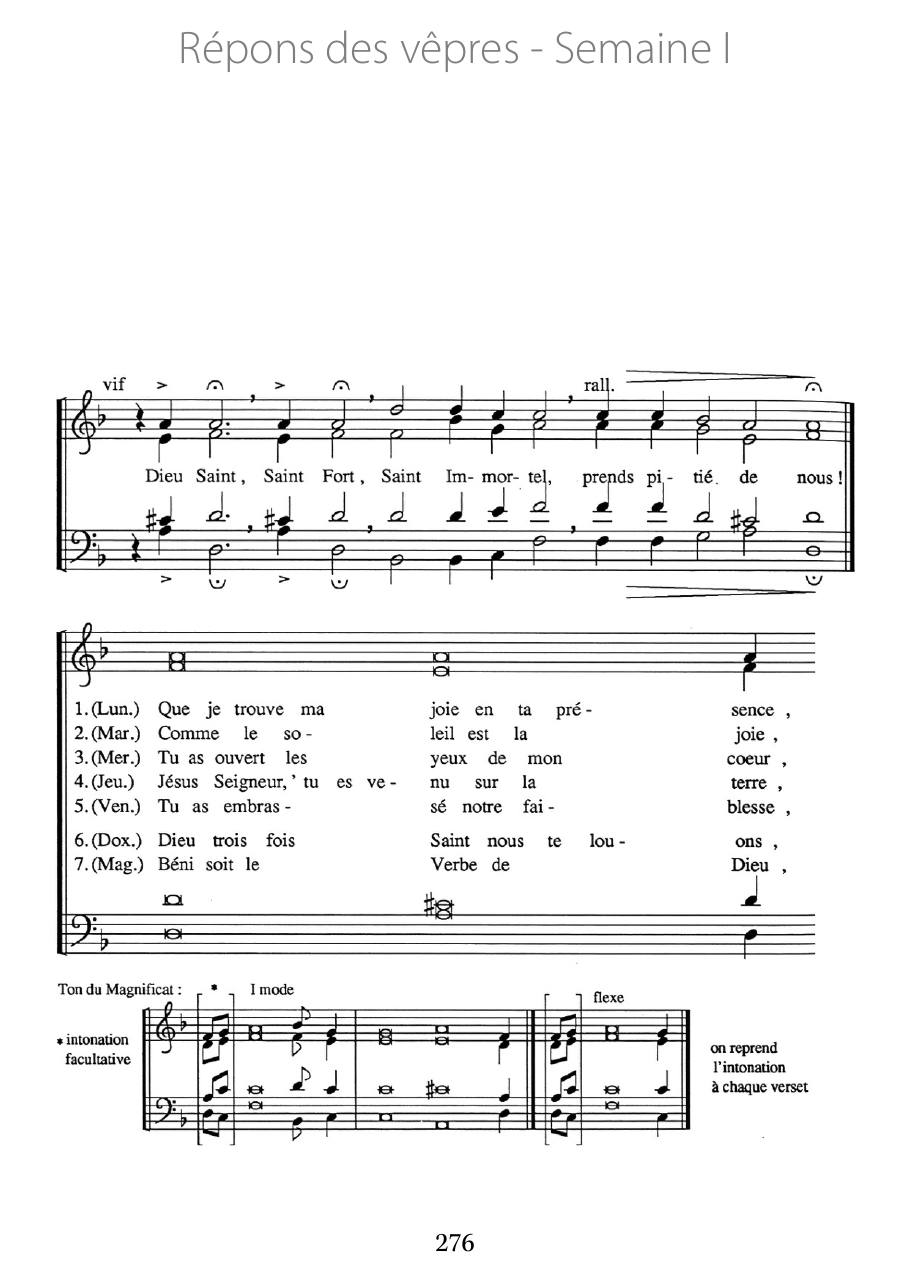 Répons des vêpres - Semaine I
vif
rall.
Dieu Saint, Saint Fort, Saint Im- mor- tel, prends pi - tié. de nous !
1. (Lun.) Que je trouve ma joie en ta pré - sence ,
2. (Mar.) Comme le so - leil est la joie ,
3. (Mer.) Tu as ouvert les yeux de mon coeur ,
4. (Jeu.) Jésus Seigneur, ' tu es ve - nu sur la terre ,
5. (Ven.) Tu as embras - sé notre fai - blesse ,
6. (Dox.) Dieu trois fois Saint nous te lou - ons ,
7. (Mag.) Béni soit le Verbe de Dieu ,
Ton du Magnificat : * I mode
flexe
* intonation
facultative
on reprend
l'intonation
à chaque verset
276